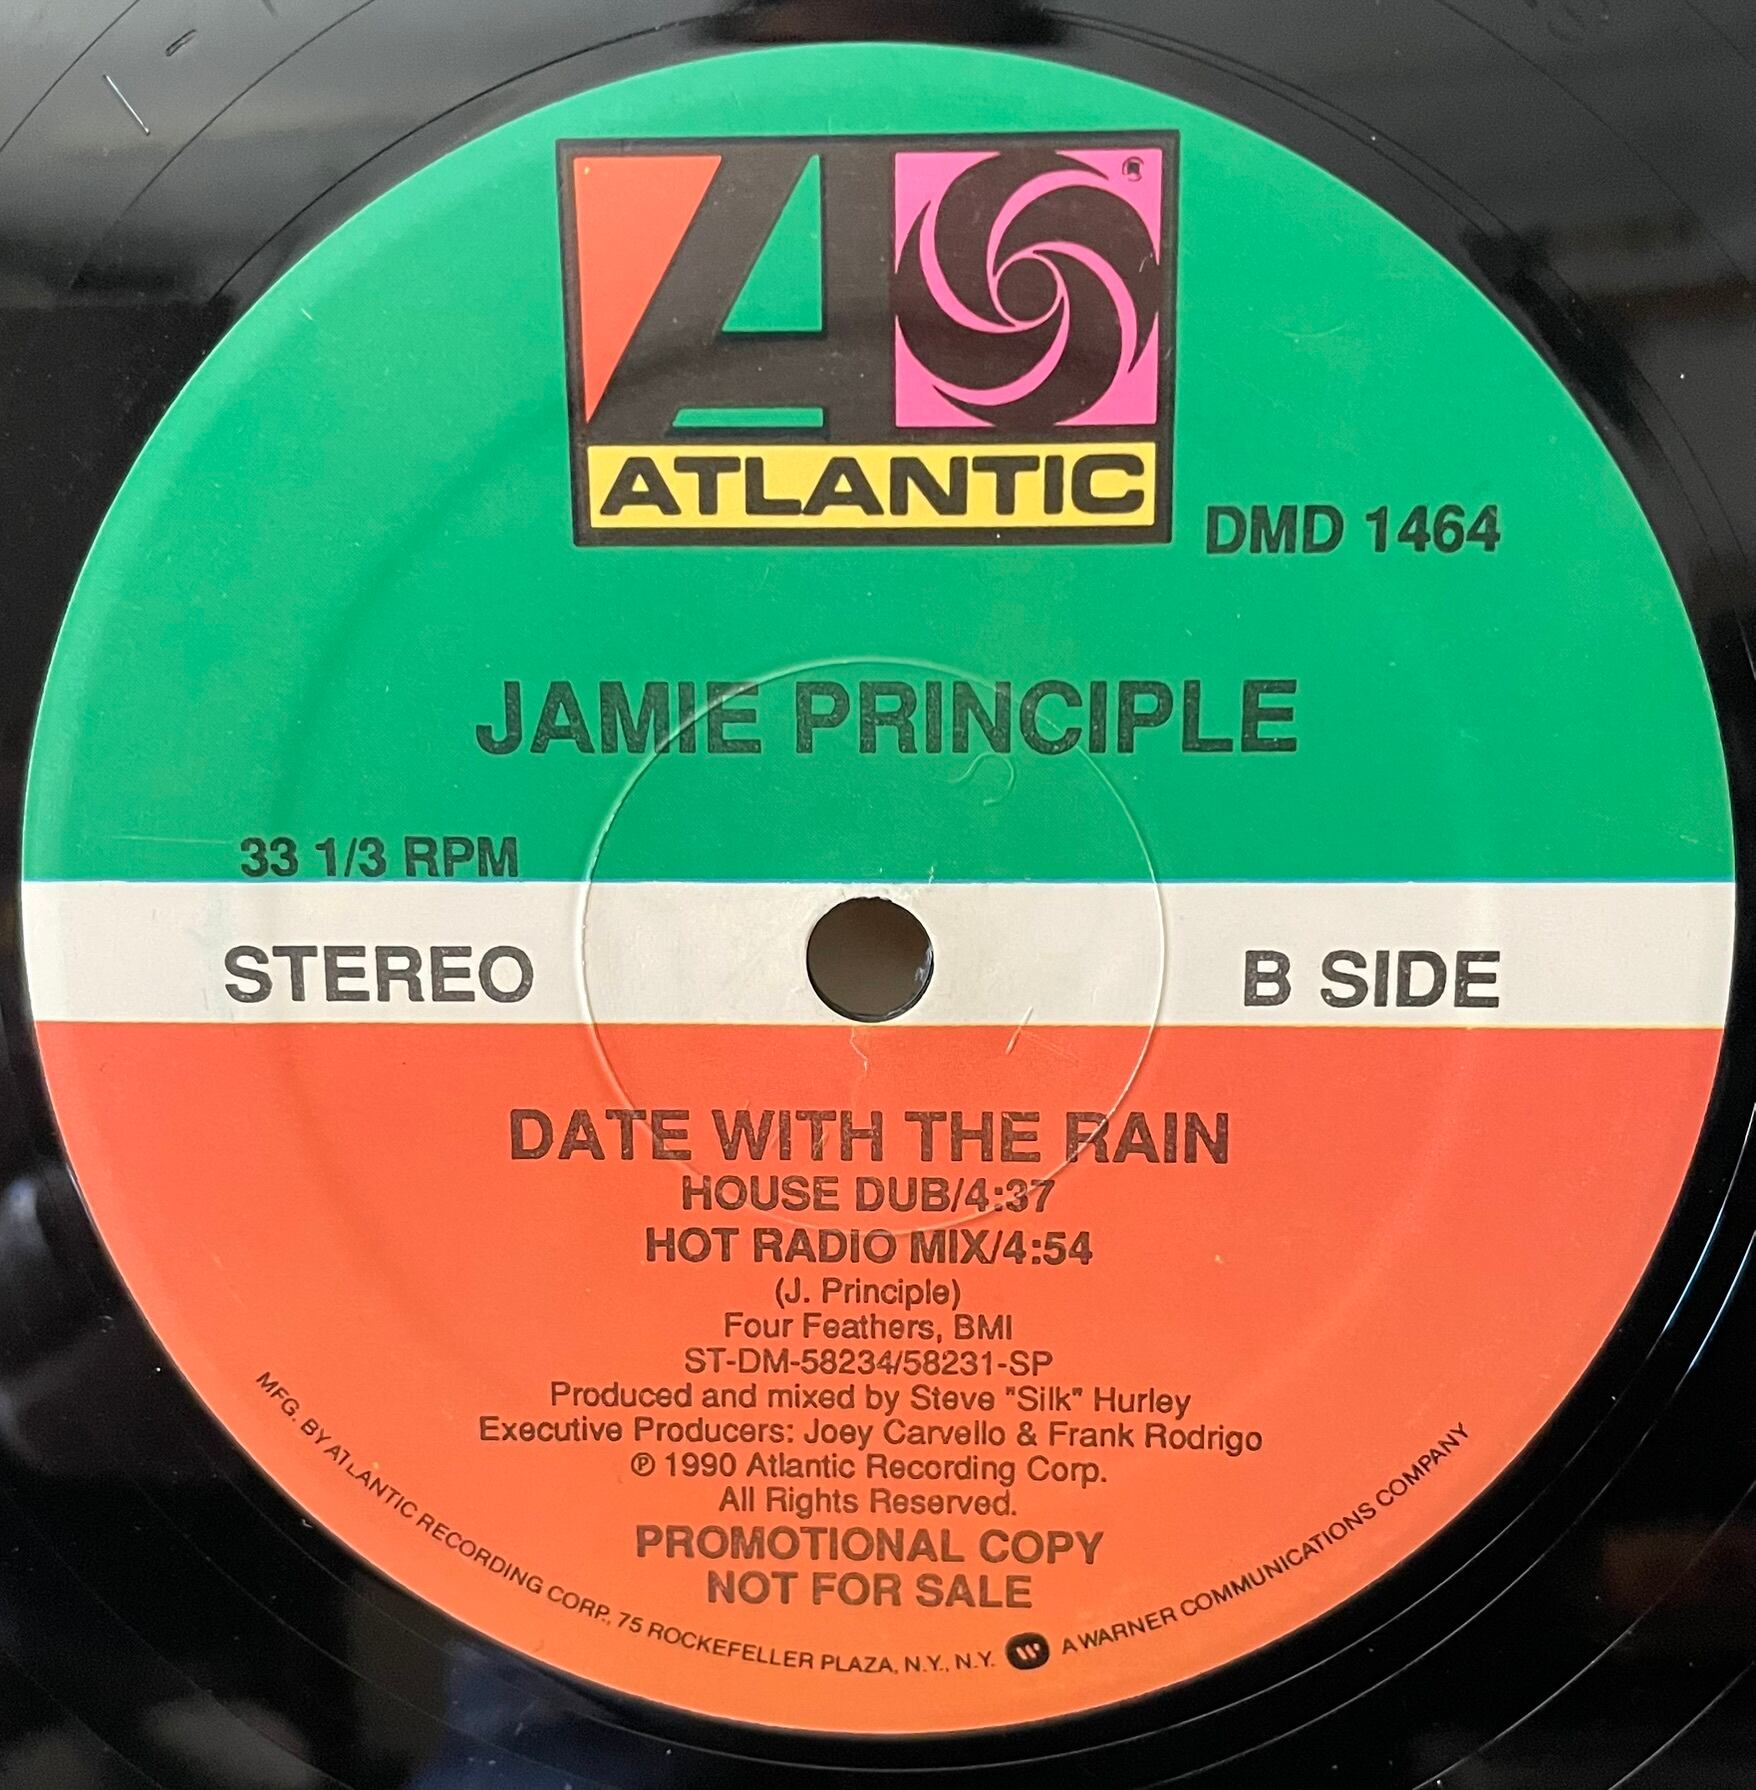 ATLANTIC
DMD 1464
JAMIE PRINCIPLE
33 1/3 RPM
STEREO
B SIDE
DATE WITH THE RAIN
HOUSE DUB/4:37
HOT RADIO MIX/4:54
(J. Principle)
Four Feathers, BMI
ST-DM-58234/58231-SP
Produced and mixed by Steve "Silk" Hurley
Executive Producers: Joey Carvello & Frank Rodrigo
℗ 1990 Atlantic Recording Corp.
All Rights Reserved.
PROMOTIONAL COPY
NOT FOR SALE
MFG. BY ATLANTIC RECORDING CORP., 75 ROCKEFELLER PLAZA, N.Y., N.Y. A WARNER COMMUNICATIONS COMPANY